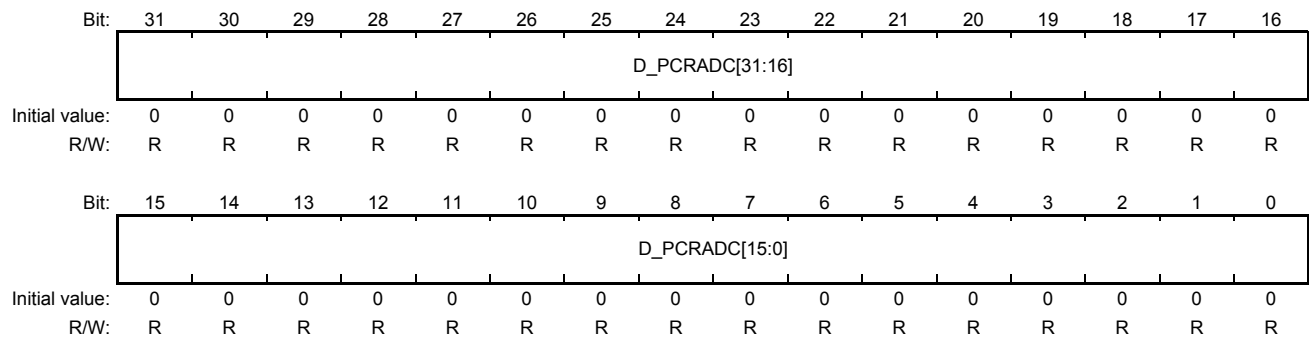 Bit: 31 30 29 28 27 26 25 24 23 22 21 20 19 18 17 16
D_PCRADC[31:16]
Initial value: 0 0 0 0 0 0 0 0 0 0 0 0 0 0 0 0
R/W: R R R R R R R R R R R R R R R R
Bit: 15 14 13 12 11 10 9 8 7 6 5 4 3 2 1 0
D_PCRADC[15:0]
Initial value: 0 0 0 0 0 0 0 0 0 0 0 0 0 0 0 0
R/W: R R R R R R R R R R R R R R R R